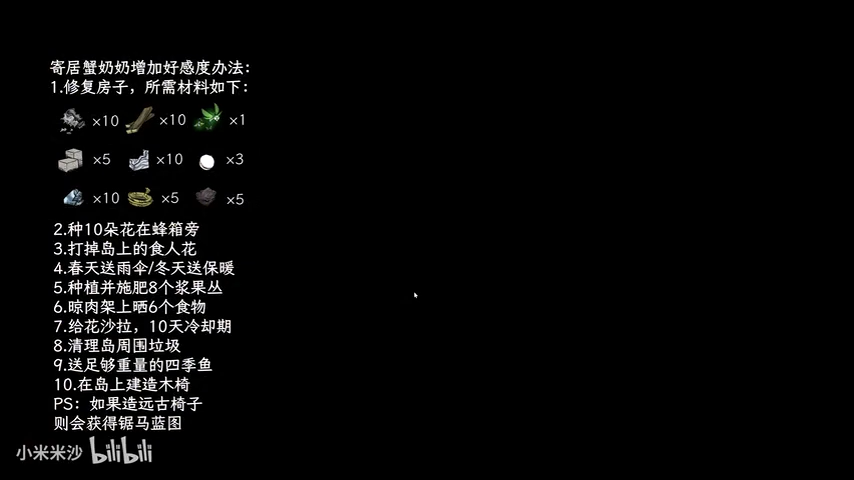 寄居蟹奶奶增加好感度办法：
1.修复房子，所需材料如下：
×10 ×10 ×1
×5 ×10 ×3
×10 ×5 ×5
2.种10朵花在蜂箱旁
3.打掉岛上的食人花
4.春天送雨伞/冬天送保暖
5.种植并施肥8个浆果丛
6.晾肉架上晒6个食物
7.给花沙拉，10天冷却期
8.清理岛周围垃圾
9.送足够重量的四季鱼
10.在岛上建造木椅
PS：如果造远古椅子
则会获得锯马蓝图
小米米沙 bilibili